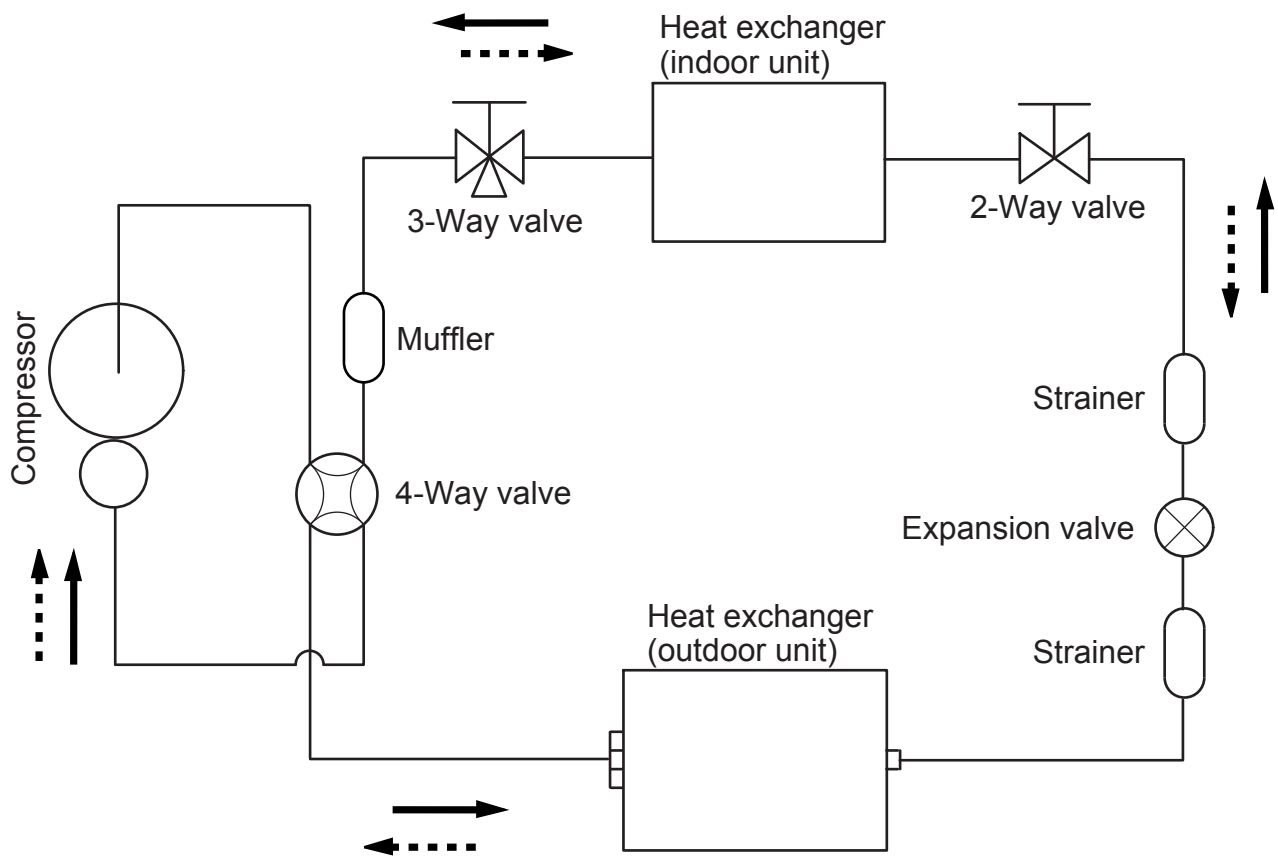 Heat exchanger
(indoor unit)
3-Way valve
2-Way valve
Compressor
Muffler
Strainer
4-Way valve
Expansion valve
Heat exchanger
(outdoor unit)
Strainer